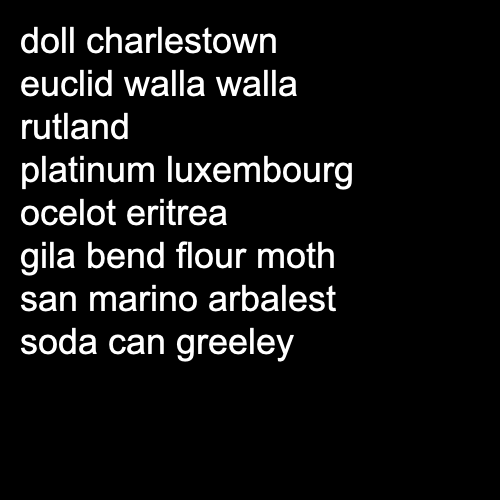 doll charlestown
euclid walla walla
rutland
platinum luxembourg
ocelot eritrea
gila bend flour moth
san marino arbalest
soda can greeley